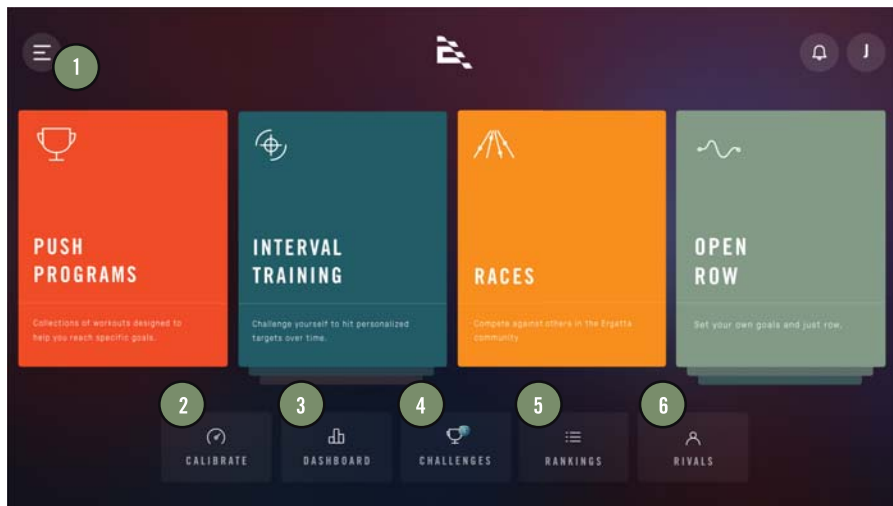 1
J
PUSH
PROGRAMS
Collections of workouts designed to
help you reach specific goals.
INTERVAL
TRAINING
Challenge yourself to hit personalized
targets over time.
RACES
Compete against others in the Ergatta
community
OPEN
ROW
Set your own goals and just row.
2
3
4
5
6
CALIBRATE
DASHBOARD
CHALLENGES
RANKINGS
RIVALS